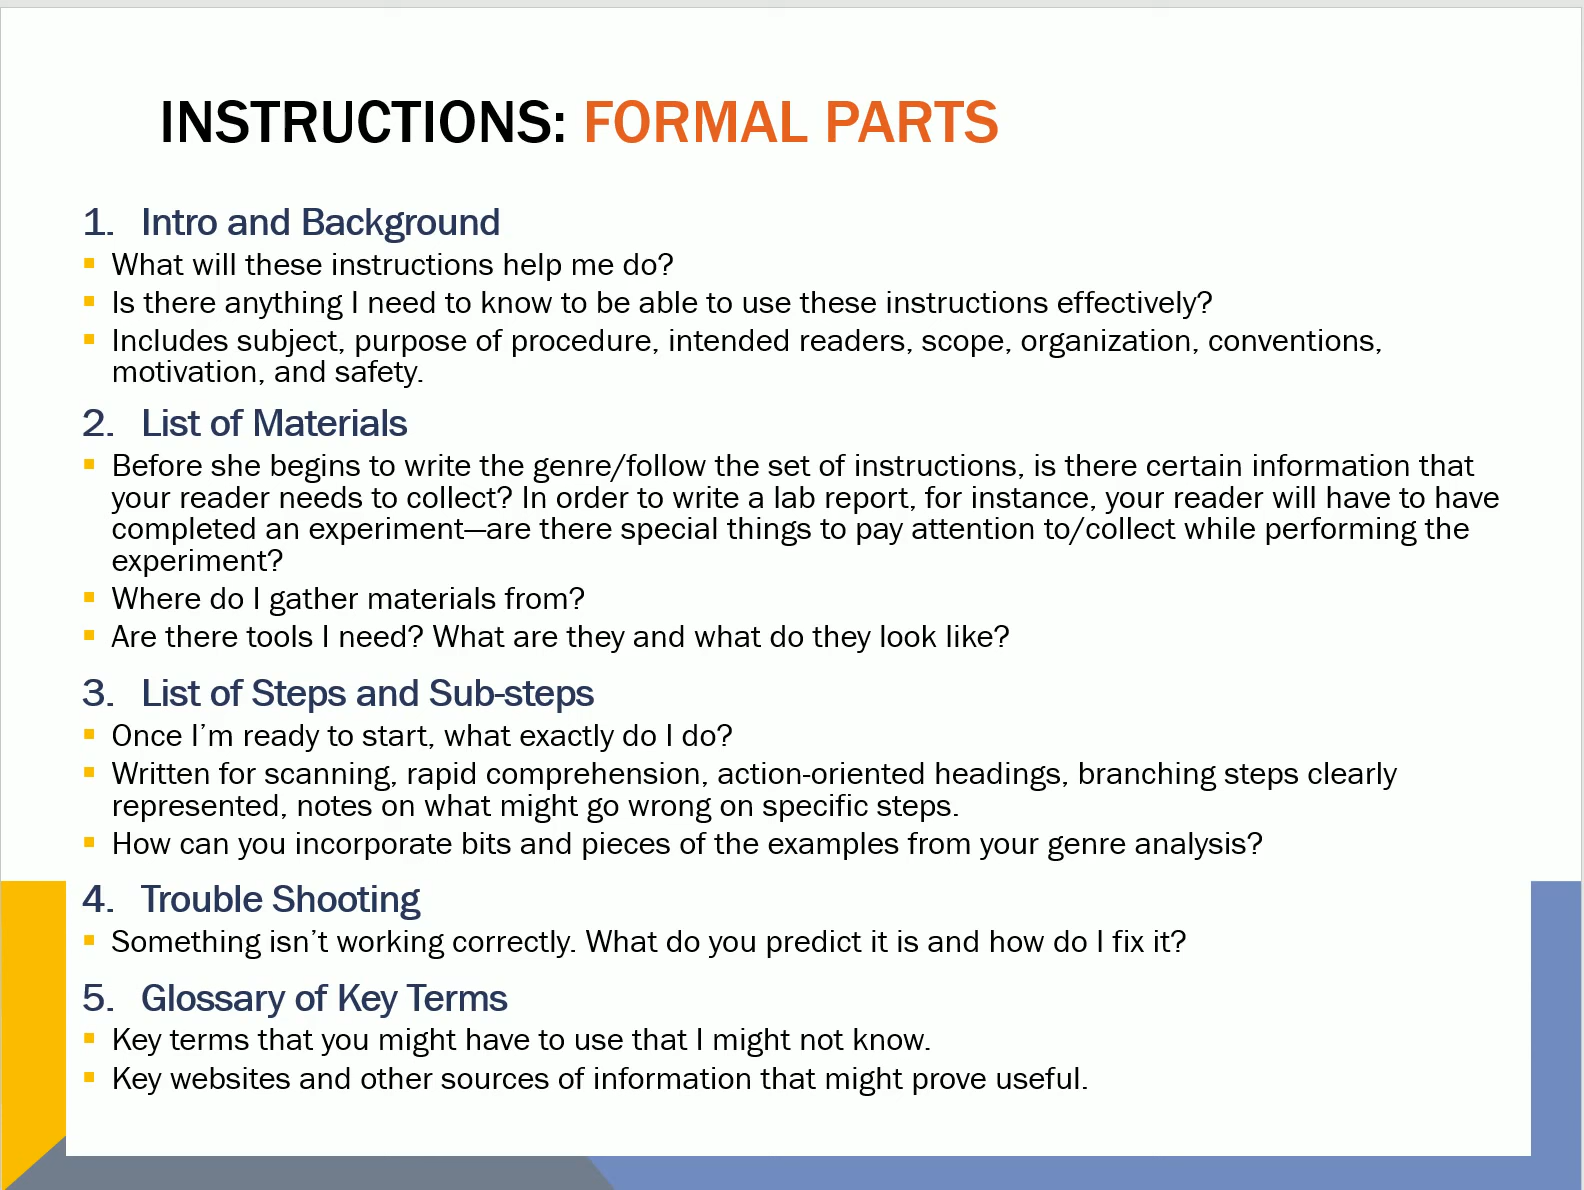 INSTRUCTIONS: FORMAL PARTS
1. Intro and Background
▪ What will these instructions help me do?
▪ Is there anything I need to know to be able to use these instructions effectively?
▪ Includes subject, purpose of procedure, intended readers, scope, organization, conventions,
motivation, and safety.
2. List of Materials
▪ Before she begins to write the genre/follow the set of instructions, is there certain information that
your reader needs to collect? In order to write a lab report, for instance, your reader will have to have
completed an experiment—are there special things to pay attention to/collect while performing the
experiment?
▪ Where do I gather materials from?
▪ Are there tools I need? What are they and what do they look like?
3. List of Steps and Sub-steps
▪ Once I’m ready to start, what exactly do I do?
▪ Written for scanning, rapid comprehension, action-oriented headings, branching steps clearly
represented, notes on what might go wrong on specific steps.
▪ How can you incorporate bits and pieces of the examples from your genre analysis?
4. Trouble Shooting
▪ Something isn’t working correctly. What do you predict it is and how do I fix it?
5. Glossary of Key Terms
▪ Key terms that you might have to use that I might not know.
▪ Key websites and other sources of information that might prove useful.